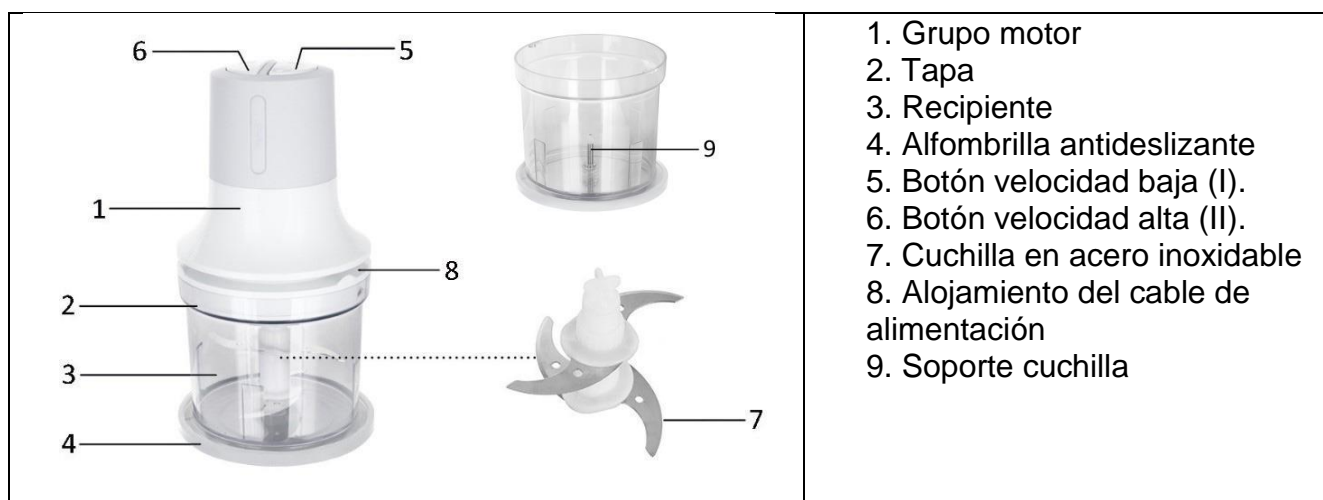 6
5
9
1
8
2
3
7
4
1. Grupo motor
2. Tapa
3. Recipiente
4. Alfombrilla antideslizante
5. Botón velocidad baja (I).
6. Botón velocidad alta (II).
7. Cuchilla en acero inoxidable
8. Alojamiento del cable de
alimentación
9. Soporte cuchilla